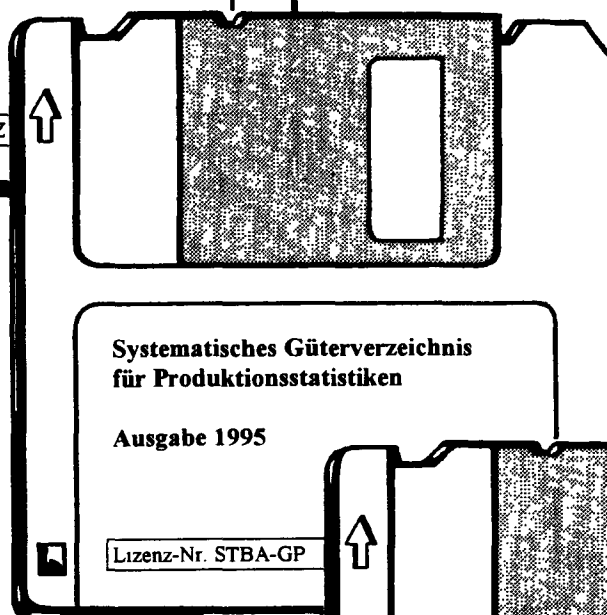 Systematisches Güterverzeichnis
für Produktionsstatistiken
Ausgabe 1995
Lizenz-Nr. STBA-GP